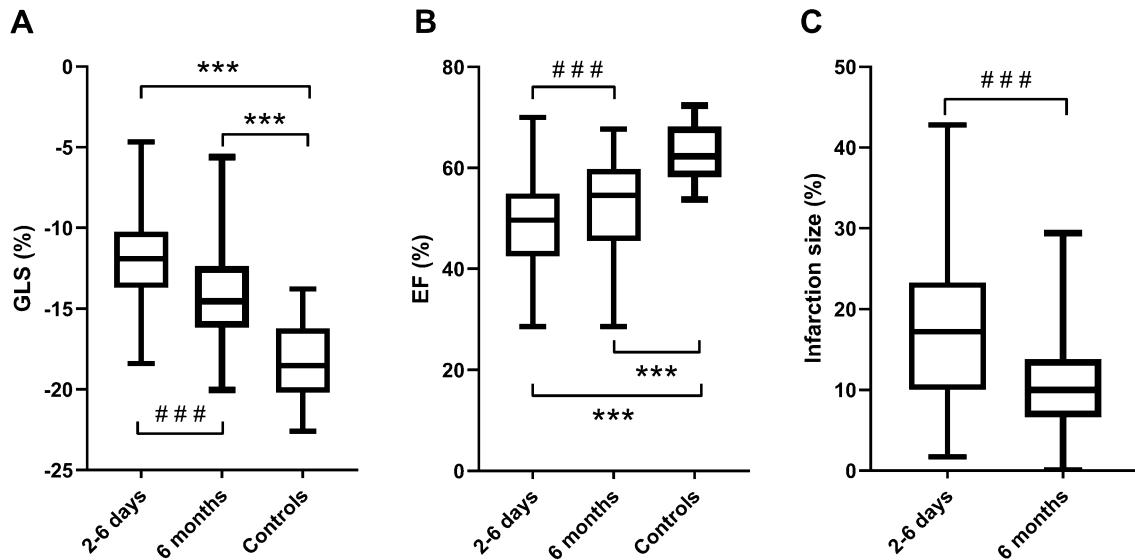 A
GLS (%)
0
-5
-10
-15
-20
-25
***
***
# # #
2-6 days
6 months
Controls
B
EF (%)
80
60
40
20
0
# # #
***
***
2-6 days
6 months
Controls
C
Infarction size (%)
50
40
30
20
10
0
# # #
2-6 days
6 months